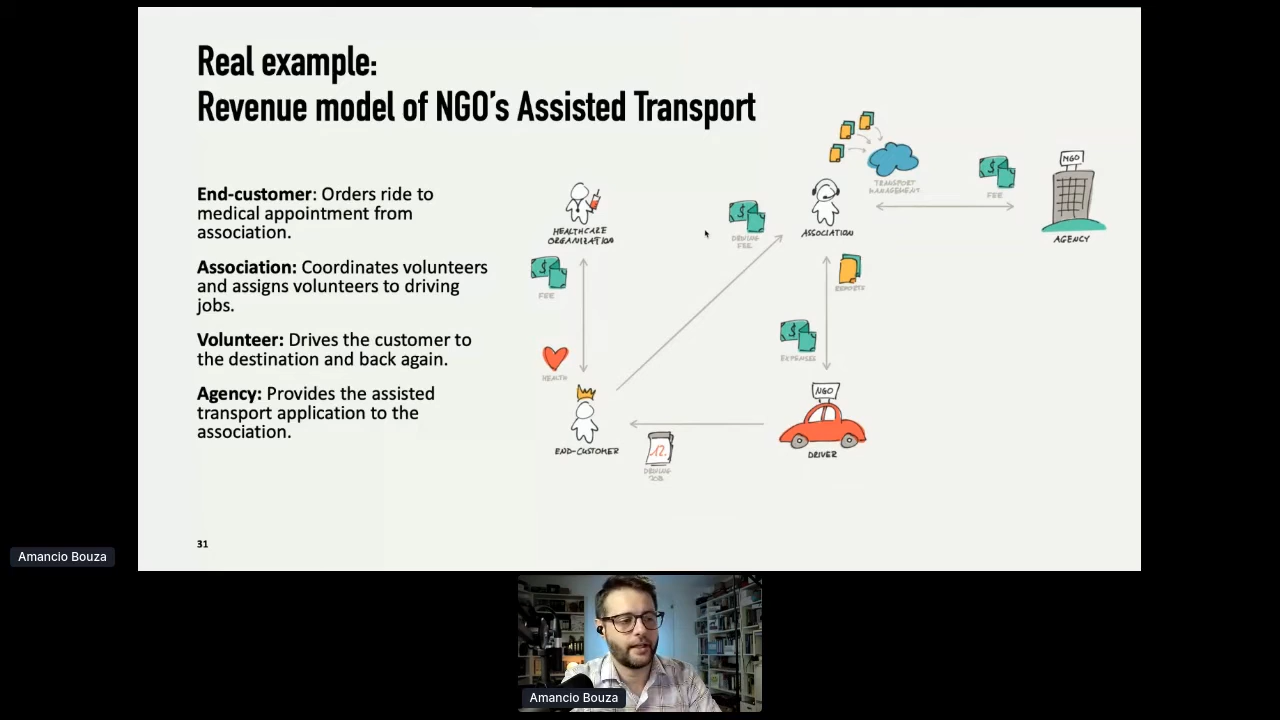 Real example:
Revenue model of NGO's Assisted Transport
End-customer: Orders ride to
medical appointment from
association.
Association: Coordinates volunteers
and assigns volunteers to driving
jobs.
Volunteer: Drives the customer to
the destination and back again.
Agency: Provides the assisted
transport application to the
association.
HEALTHCARE
ORGANIZATION
FEE
HEALTH
END-CUSTOMER
DRIVING
FEE
ASSOCIATION
TRANSPORT
MANAGEMENT
FEE
NGO
AGENCY
REPORTS
EXPENSES
NGO
DRIVER
12.
DRIVING
JOB
31
Amancio Bouza
Amancio Bouza